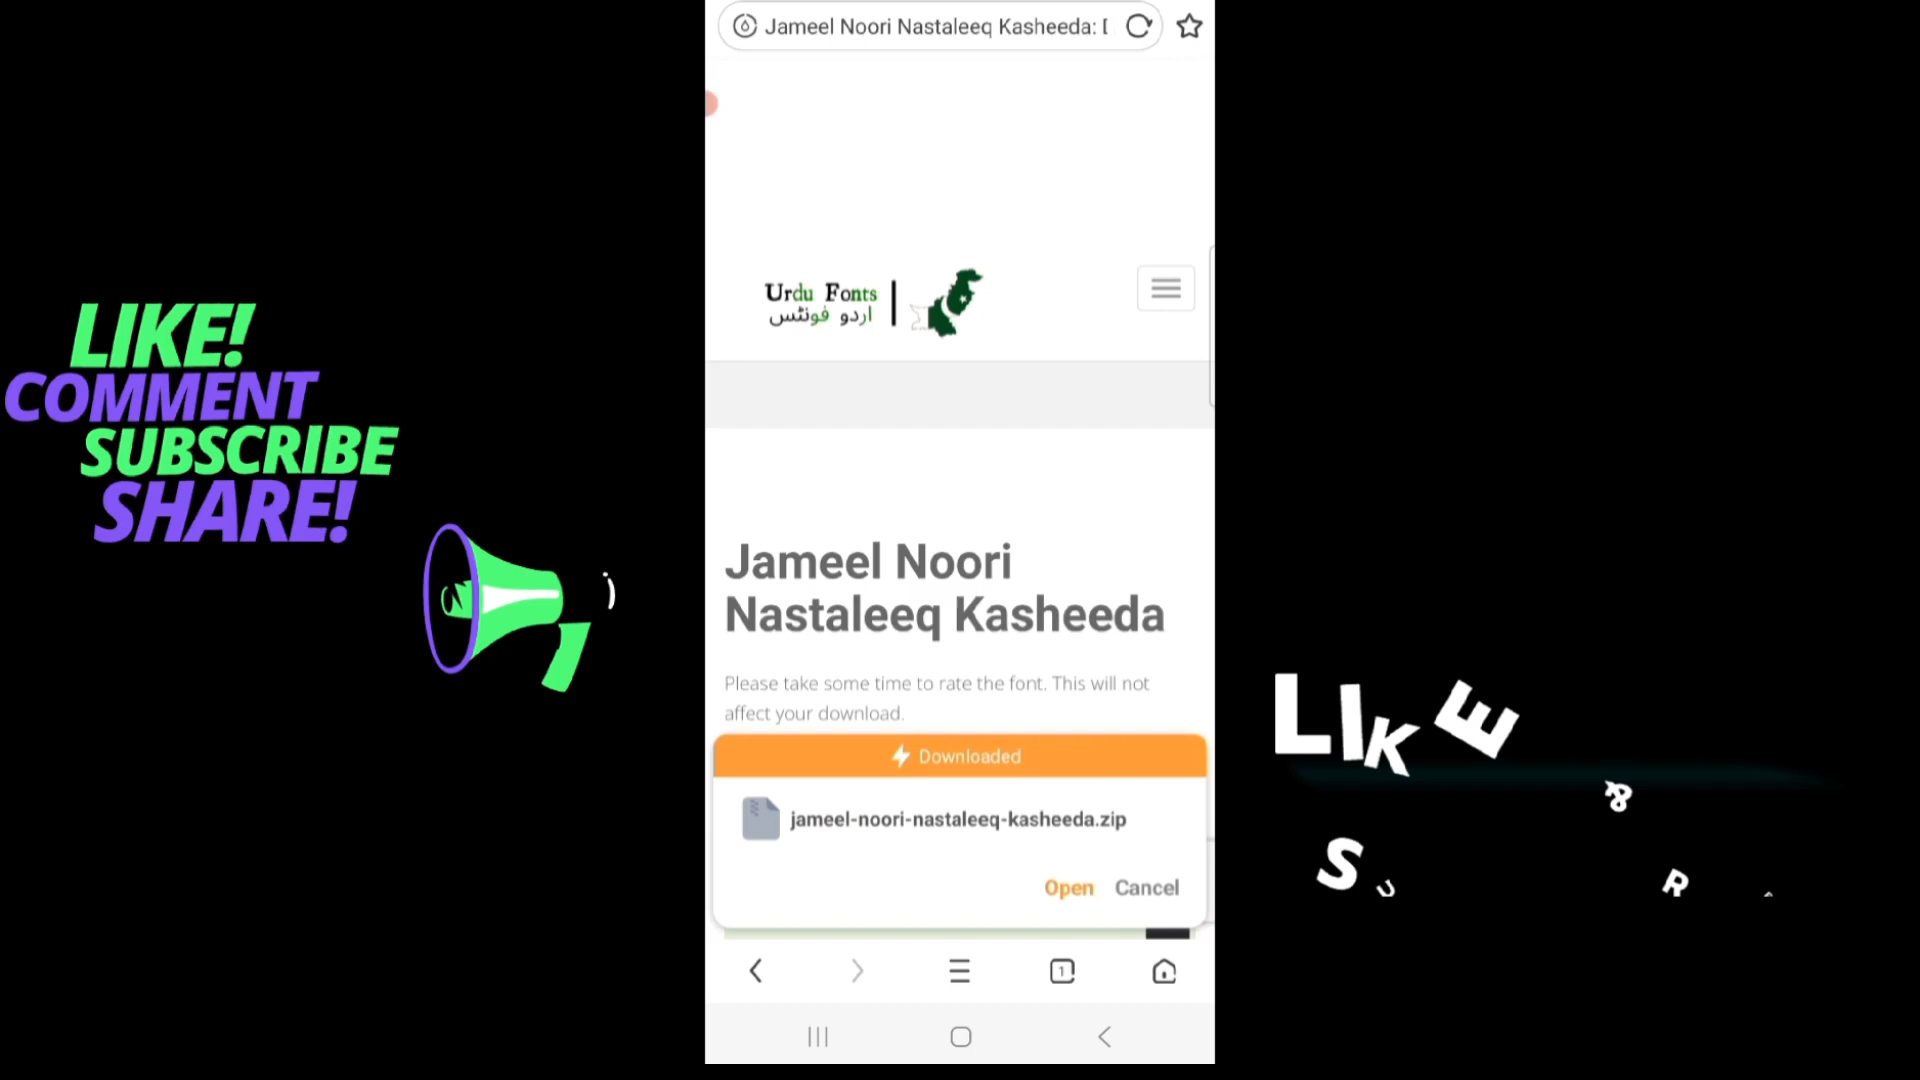 Jameel Noori Nastaleeq Kasheeda:
Urdu Fonts
اردو فونٹس
LIKE!
COMMENT
SUBSCRIBE
SHARE!
Jameel Noori
Nastaleeq Kasheeda
Please take some time to rate the font. This will not
affect your download.
Downloaded
jameel-noori-nastaleeq-kasheeda.zip
Open Cancel
1
LIKE
&
S U R